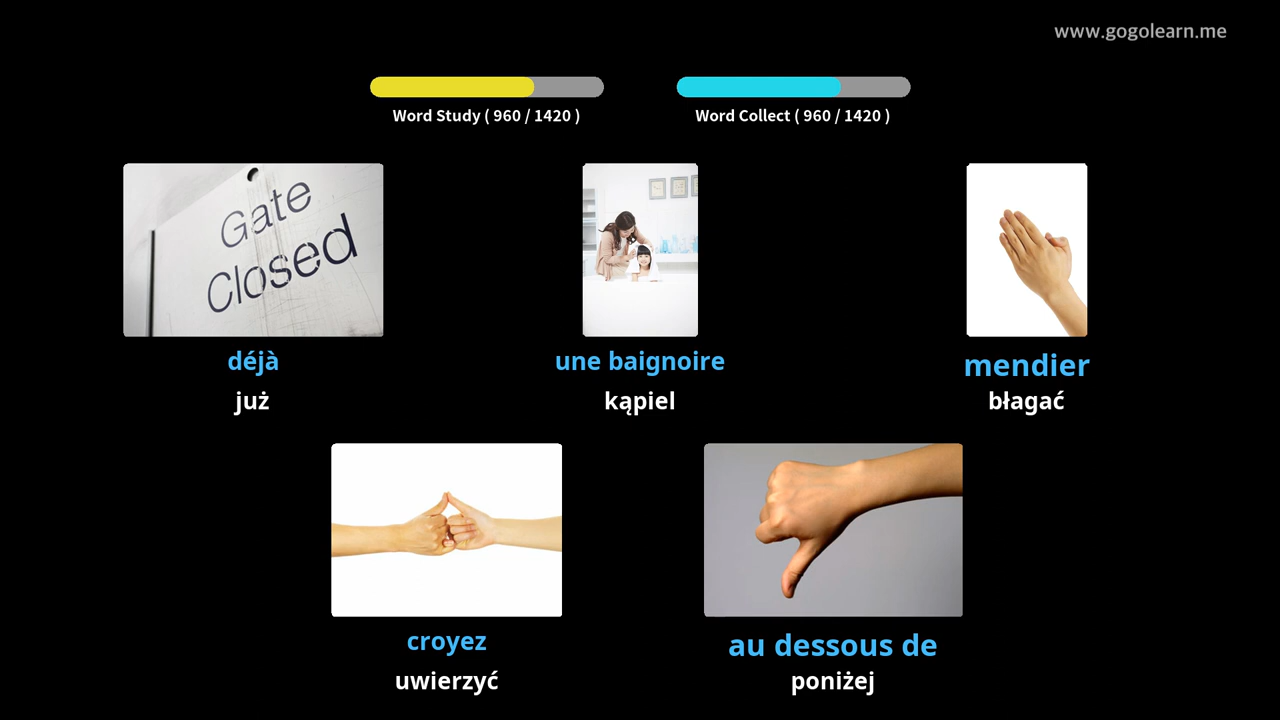 www.gogolearn.me
Word Study ( 960 / 1420 )
Word Collect ( 960 / 1420 )
Gate
Closed
déjà
już
une baignoire
kąpiel
mendier
błagać
croyez
uwierzyć
au dessous de
poniżej